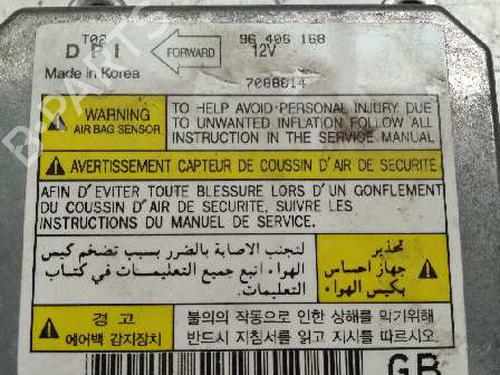 T02
96 406 168
DPI
FORWARD
12V
Made in Korea
7088814
WARNING
AIR BAG SENSOR
TO HELP AVOID PERSONAL INJURY DUE
TO UNWANTED INFLATION FOLLOW ALL
INSTRUCTION IN THE SERVICE MANUAL
AVERTISSEMENT CAPTEUR DE COUSSIN D'AIR DE SECURITE
AFIN D'EVITER TOUTE BLESSURE LORS D'UN GONFLEMENT
DU COUSSIN D'AIR DE SECURITE, SUIVRE LES
INSTRUCTIONS DU MANUEL DE SERVICE.
تحذير
جهاز احساس
بكيس الهواء
لتجنب الاصابة بالضرر بسبب تضخم كيس
الهواء اتبع جميع التعليمات في كتاب
التعليمات.
경 고
에어백 감지장치
불의의 작동으로 인한 상해를 막기위해
반드시 지침서를 읽고 지시를 따르시오.
GB
B-PARTS